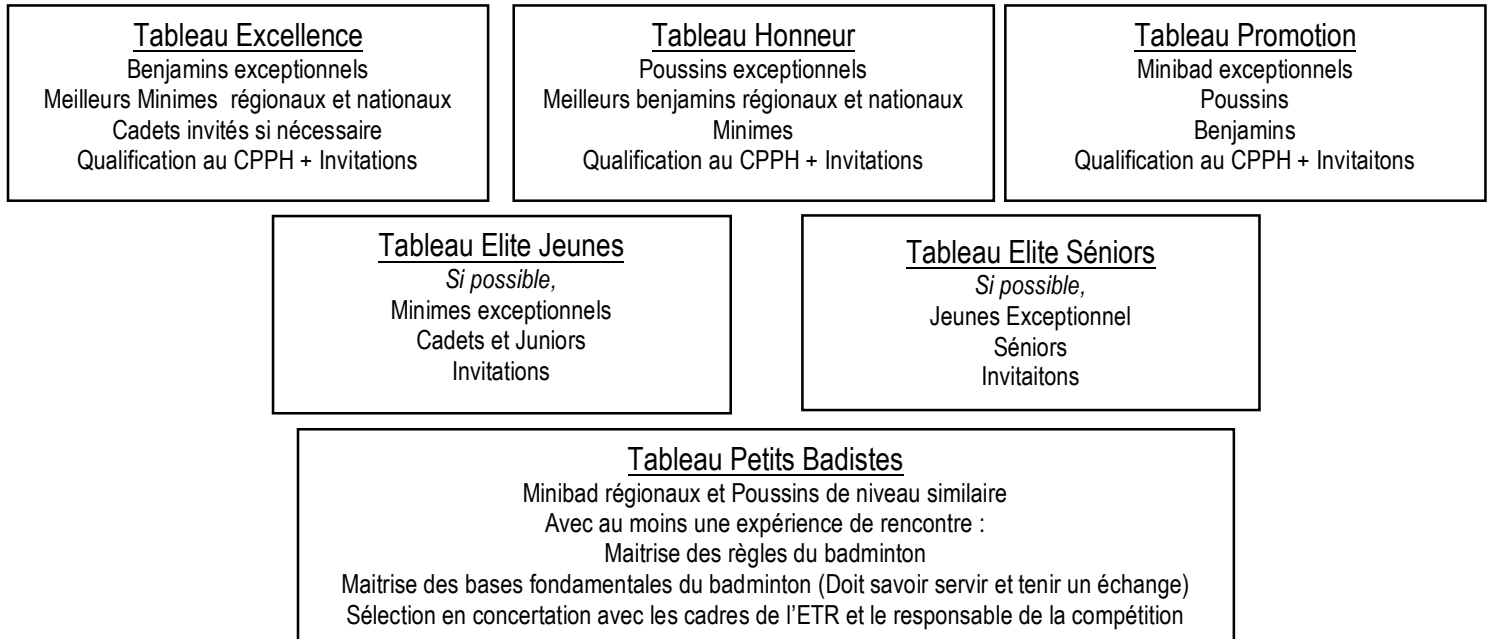 Tableau Excellence
Benjamins exceptionnels
Meilleurs Minimes régionaux et nationaux
Cadets invités si nécessaire
Qualification au CPPH + Invitations
Tableau Honneur
Poussins exceptionnels
Meilleurs benjamins régionaux et nationaux
Minimes
Qualification au CPPH + Invitations
Tableau Promotion
Minibad exceptionnels
Poussins
Benjamins
Qualification au CPPH + Invitaitons
Tableau Elite Jeunes
Si possible,
Minimes exceptionnels
Cadets et Juniors
Invitations
Tableau Elite Séniors
Si possible,
Jeunes Exceptionnel
Séniors
Invitaitons
Tableau Petits Badistes
Minibad régionaux et Poussins de niveau similaire
Avec au moins une expérience de rencontre :
Maitrise des règles du badminton
Maitrise des bases fondamentales du badminton (Doit savoir servir et tenir un échange)
Sélection en concertation avec les cadres de l'ETR et le responsable de la compétition